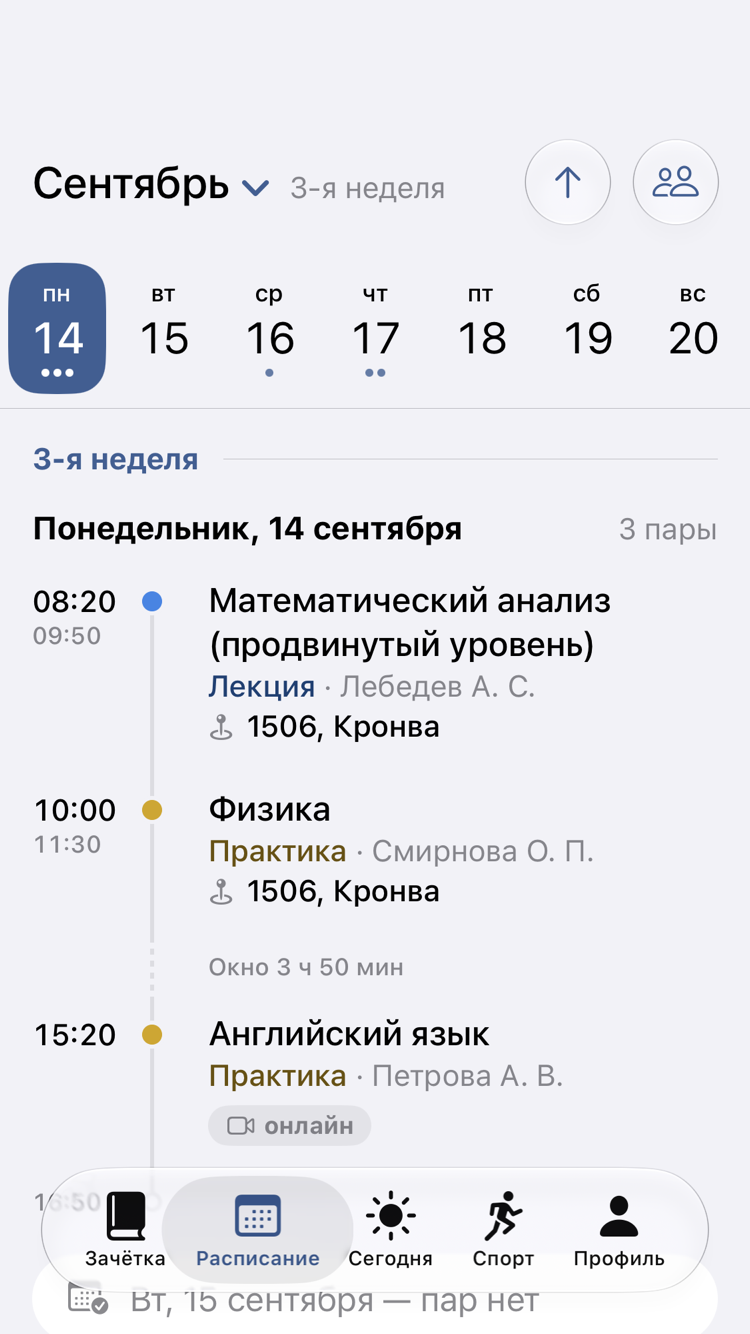 Сентябрь 3-я неделя
пн вт ср чт пт сб вс
14 15 16 17 18 19 20
3-я неделя
Понедельник, 14 сентября 3 пары
08:20 Математический анализ
09:50 (продвинутый уровень)
Лекция · Лебедев А. С.
1506, Кронва
10:00 Физика
11:30 Практика · Смирнова О. П.
1506, Кронва
Окно 3 ч 50 мин
15:20 Английский язык
Практика · Петрова А. В.
онлайн
16:50
Зачётка Расписание Сегодня Спорт Профиль
Вт, 15 сентября — пар нет